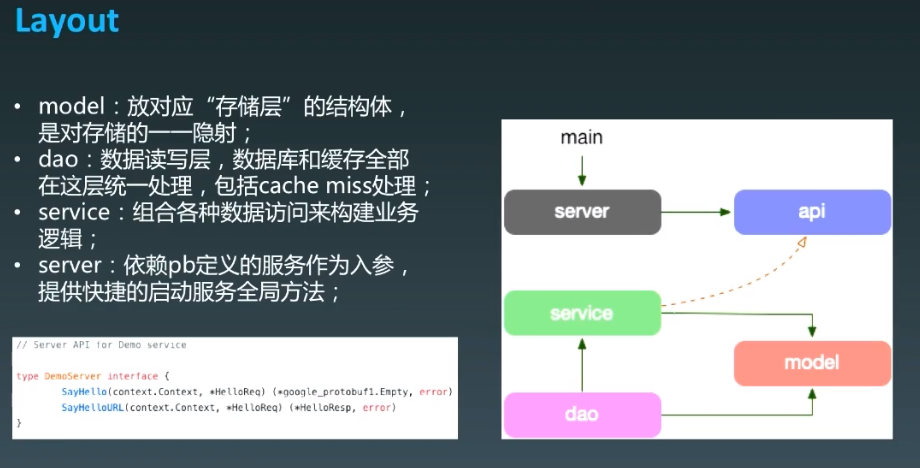 Layout
• model：放对应“存储层”的结构体，
是对存储的一一隐射；
• dao：数据读写层，数据库和缓存全部
在这层统一处理，包括cache miss处理；
• service：组合各种数据访问来构建业务
逻辑；
• server：依赖pb定义的服务作为入参，
提供快捷的启动服务全局方法；
// Server API for Demo service
type DemoServer interface {
SayHello(context.Context, *HelloReq) (*google_protobuf1.Empty, error)
SayHelloURL(context.Context, *HelloReq) (*HelloResp, error)
}
main
server
api
service
model
dao